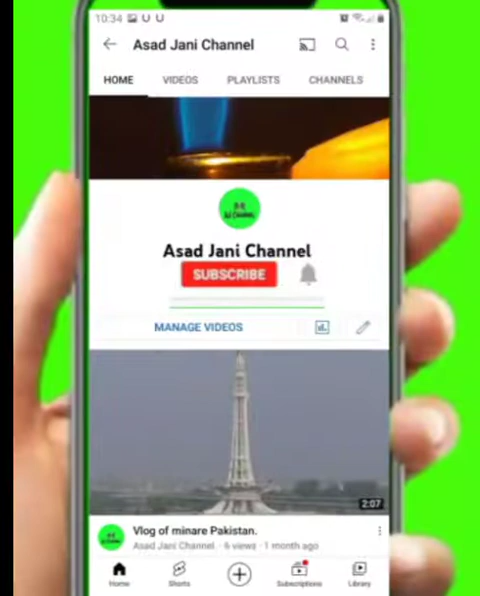 10:34
Asad Jani Channel
HOME VIDEOS PLAYLISTS CHANNELS
Asad Jani Channel
SUBSCRIBE
MANAGE VIDEOS
2:07
Vlog of minare Pakistan.
Asad Jani Channel · 6 views · 1 month ago
Home Shorts Subscriptions Library